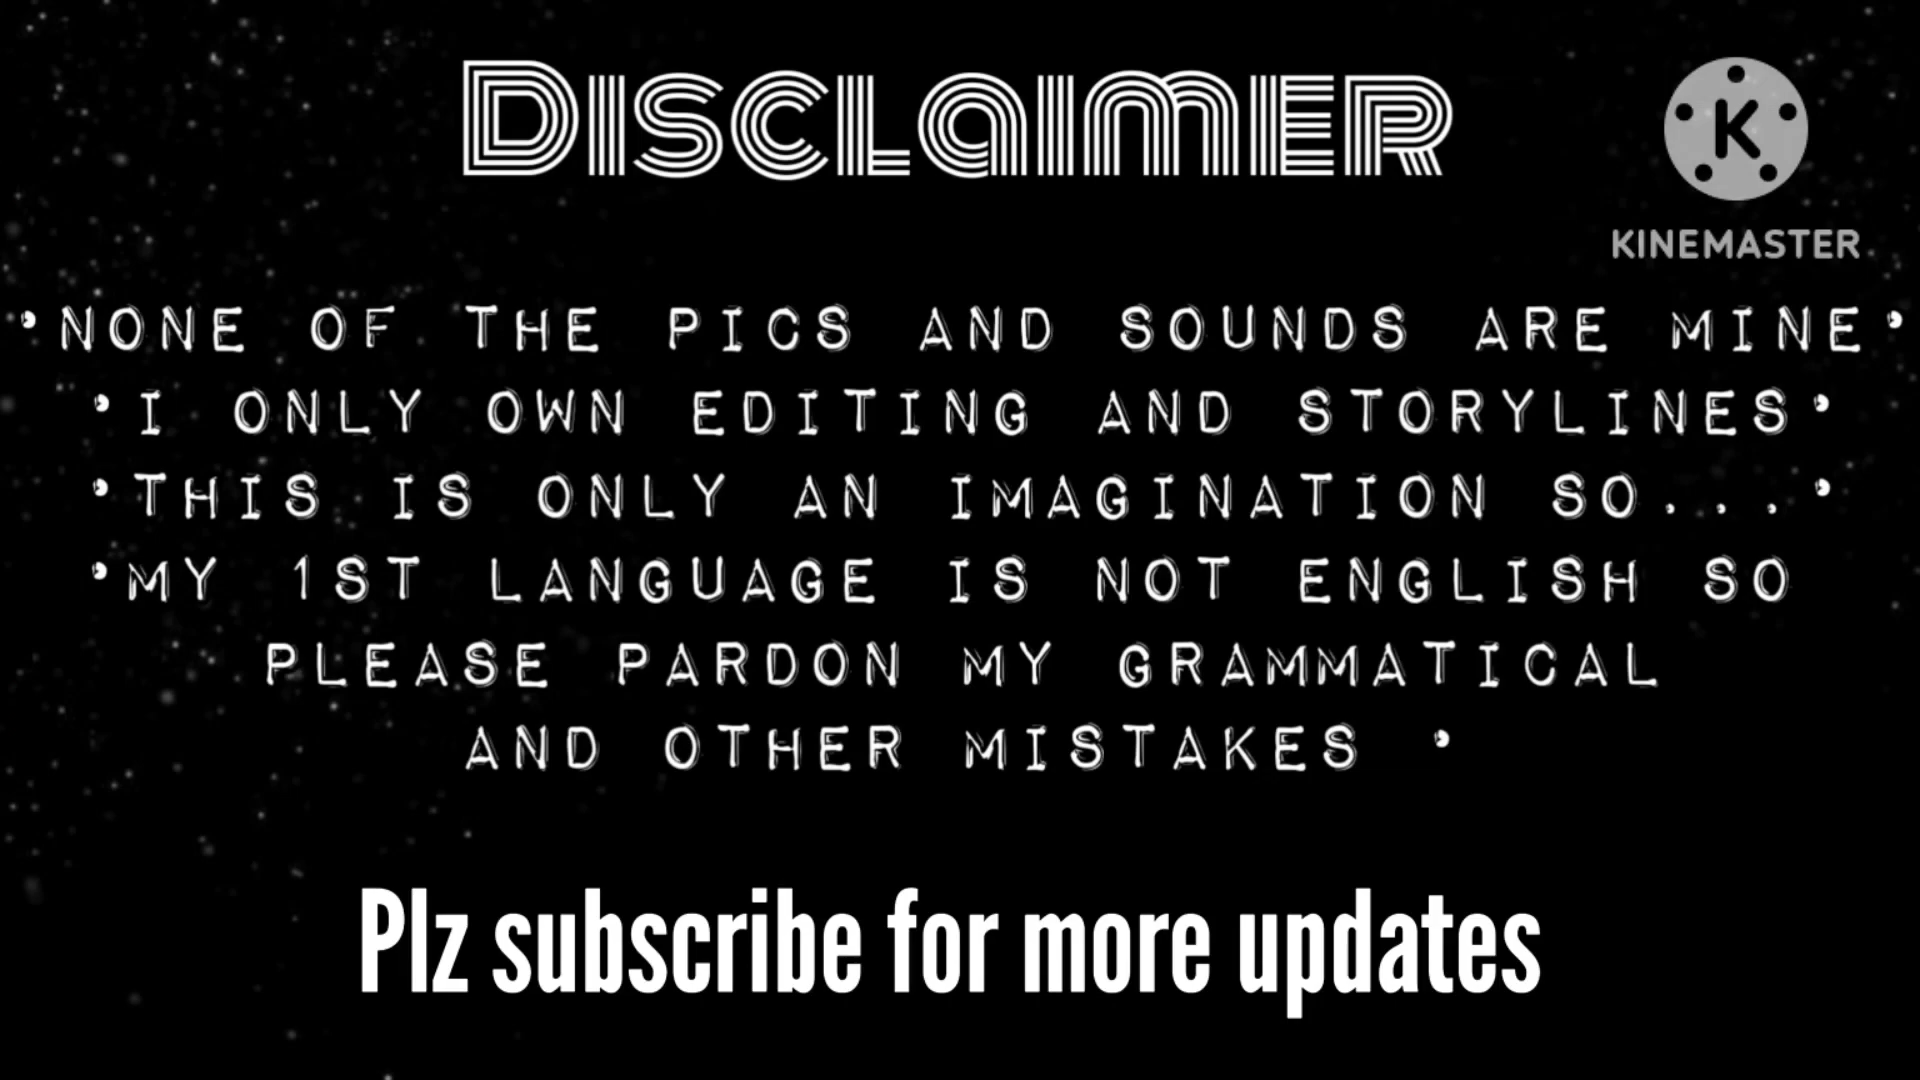 Disclaimer
K
KINEMASTER
•NONE OF THE PICS AND SOUNDS ARE MINE•
•I ONLY OWN EDITING AND STORYLINES•
•THIS IS ONLY AN IMAGINATION SO...•
•MY 1ST LANGUAGE IS NOT ENGLISH SO
PLEASE PARDON MY GRAMMATICAL
AND OTHER MISTAKES •
Plz subscribe for more updates